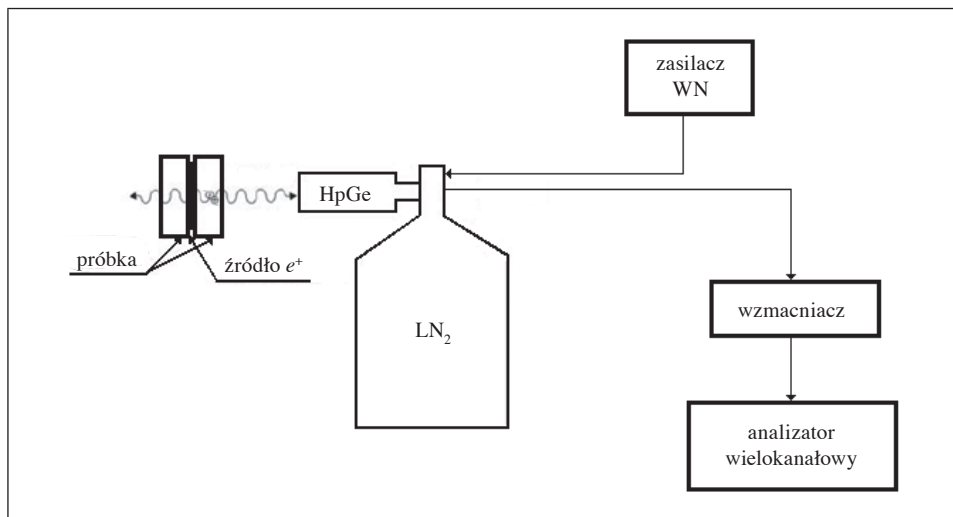 zasilacz
WN
HpGe
próbka
źródło e⁺
LN₂
wzmacniacz
analizator
wielokanałowy